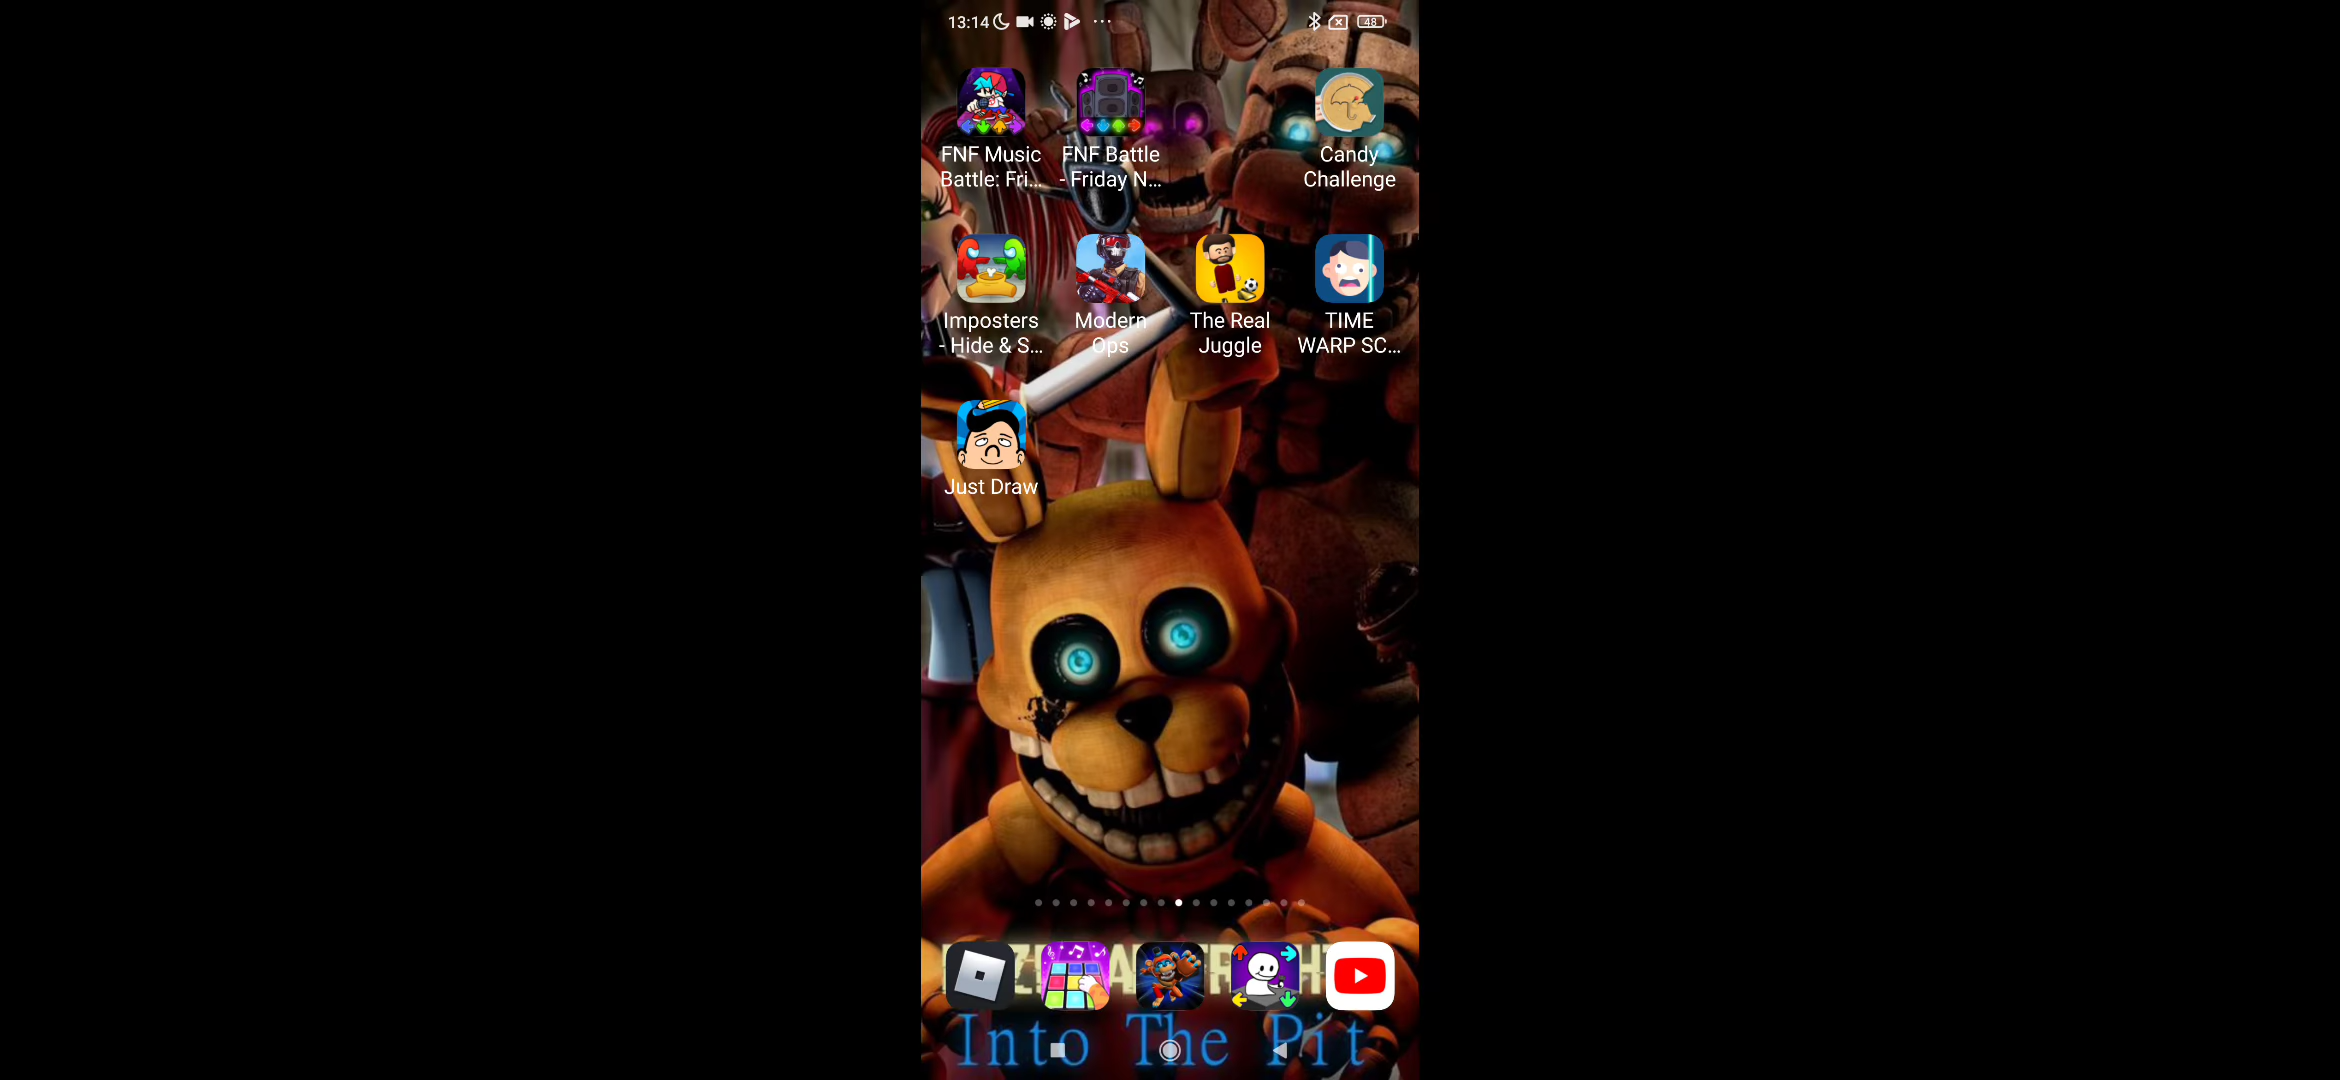 13:14
48
FNF Music
Battle: Fri...
FNF Battle
- Friday N...
Candy
Challenge
Imposters
- Hide & S...
Modern
Ops
The Real
Juggle
TIME
WARP SC...
Just Draw
Into The Pit